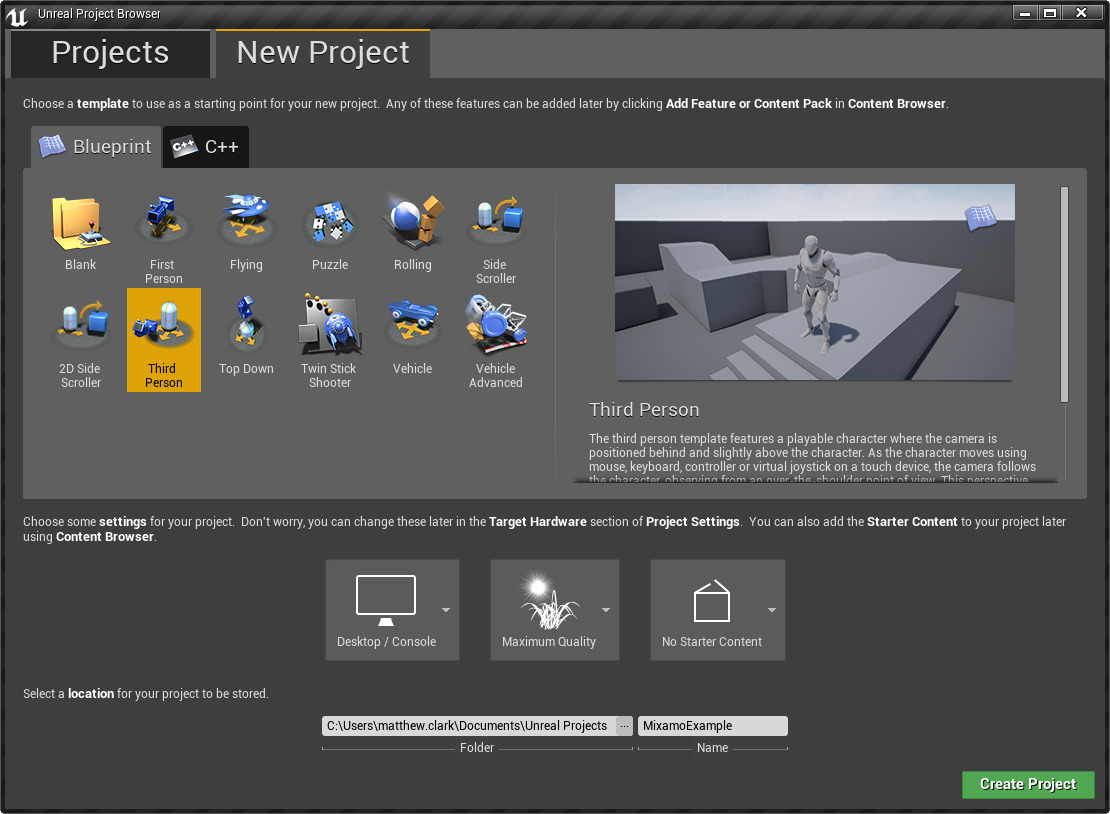 Unreal Project Browser
Projects
New Project
Choose a template to use as a starting point for your new project. Any of these features can be added later by clicking Add Feature or Content Pack in Content Browser.
Blueprint
C++
C++
Blank
First
Person
Flying
Puzzle
Rolling
Side
Scroller
2D Side
Scroller
Third
Person
Top Down
Twin Stick
Shooter
Vehicle
Vehicle
Advanced
Third Person
The third person template features a playable character where the camera is
positioned behind and slightly above the character. As the character moves using
mouse, keyboard, controller or virtual joystick on a touch device, the camera follows
the character, observing from an over-the-shoulder point of view. This perspective
Choose some settings for your project. Don't worry, you can change these later in the Target Hardware section of Project Settings. You can also add the Starter Content to your project later
using Content Browser.
Desktop / Console
Maximum Quality
No Starter Content
Select a location for your project to be stored.
C:\Users\matthew.clark\Documents\Unreal Projects
...
MixamoExample
Folder
Name
Create Project